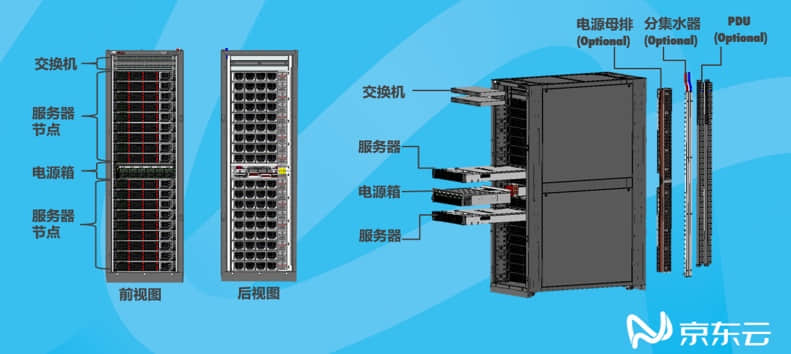 交换机
服务器
节点
电源箱
服务器
节点
前视图
后视图
交换机
服务器
电源箱
服务器
电源母排
(Optional)
分集水器
(Optional)
PDU
(Optional)
京东云